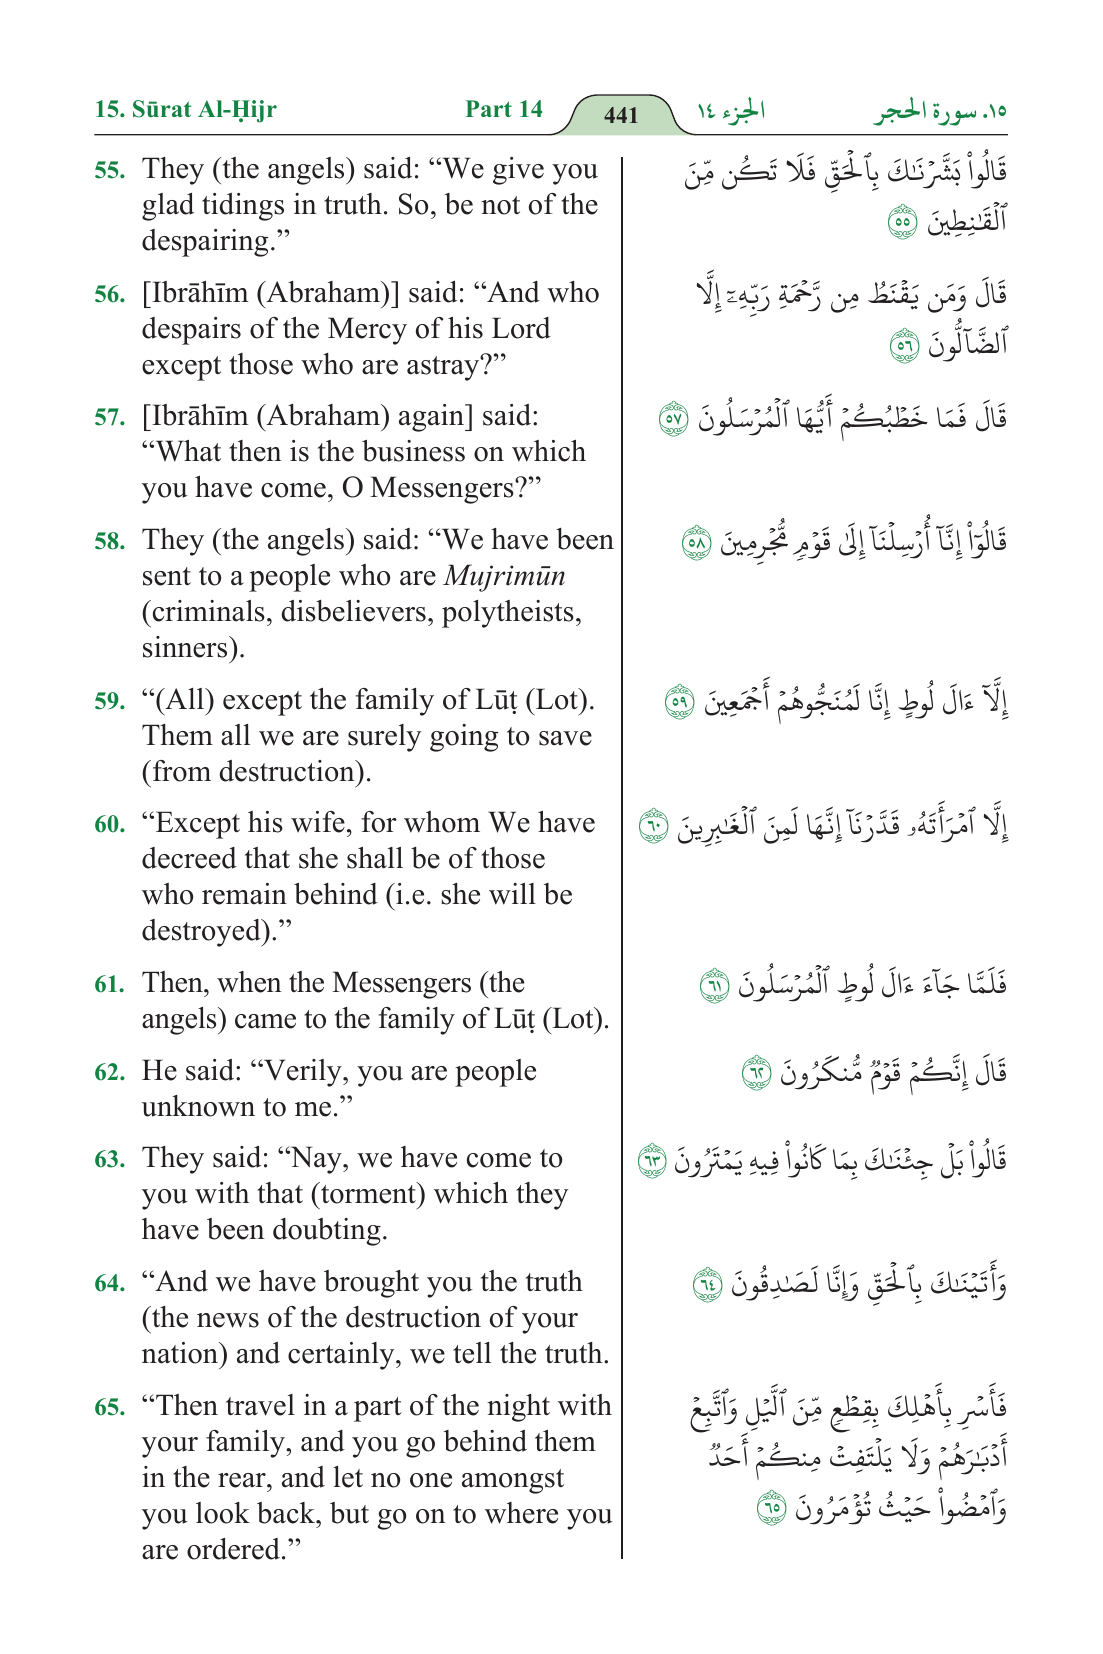 15. Sūrat Al-Ḥijr Part 14 441 الجزء ١٤ ١٥. سورة الحجر
55. They (the angels) said: “We give you
glad tidings in truth. So, be not of the
despairing.”
56. [Ibrāhīm (Abraham)] said: “And who
despairs of the Mercy of his Lord
except those who are astray?”
57. [Ibrāhīm (Abraham) again] said:
“What then is the business on which
you have come, O Messengers?”
58. They (the angels) said: “We have been
sent to a people who are Mujrimūn
(criminals, disbelievers, polytheists,
sinners).
59. “(All) except the family of Lūṭ (Lot).
Them all we are surely going to save
(from destruction).
60. “Except his wife, for whom We have
decreed that she shall be of those
who remain behind (i.e. she will be
destroyed).”
61. Then, when the Messengers (the
angels) came to the family of Lūṭ (Lot).
62. He said: “Verily, you are people
unknown to me.”
63. They said: “Nay, we have come to
you with that (torment) which they
have been doubting.
64. “And we have brought you the truth
(the news of the destruction of your
nation) and certainly, we tell the truth.
65. “Then travel in a part of the night with
your family, and you go behind them
in the rear, and let no one amongst
you look back, but go on to where you
are ordered.”
قَالُوا۟ بَشَّرْنَـٰكَ بِٱلْحَقِّ فَلَا تَكُن مِّنَ
ٱلْقَـٰنِطِينَ ٥٥
قَالَ وَمَن يَقْنَطُ مِن رَّحْمَةِ رَبِّهِۦٓ إِلَّا
ٱلضَّآلُّونَ ٥٦
قَالَ فَمَا خَطْبُكُمْ أَيُّهَا ٱلْمُرْسَلُونَ ٥٧
قَالُوٓا۟ إِنَّآ أُرْسِلْنَآ إِلَىٰ قَوْمٍ مُّجْرِمِينَ ٥٨
إِلَّآ ءَالَ لُوطٍ إِنَّا لَمُنَجُّوهُمْ أَجْمَعِينَ ٥٩
إِلَّا ٱمْرَأَتَهُۥ قَدَّرْنَآ إِنَّهَا لَمِنَ ٱلْغَـٰبِرِينَ ٦٠
فَلَمَّا جَآءَ ءَالَ لُوطٍ ٱلْمُرْسَلُونَ ٦١
قَالَ إِنَّكُمْ قَوْمٌ مُّنكَرُونَ ٦٢
قَالُوا۟ بَلْ جِئْنَـٰكَ بِمَا كَانُوا۟ فِيهِ يَمْتَرُونَ ٦٣
وَأَتَيْنَـٰكَ بِٱلْحَقِّ وَإِنَّا لَصَـٰدِقُونَ ٦٤
فَأَسْرِ بِأَهْلِكَ بِقِطْعٍ مِّنَ ٱلَّيْلِ وَٱتَّبِعْ
أَدْبَـٰرَهُمْ وَلَا يَلْتَفِتْ مِنكُمْ أَحَدٌ
وَٱمْضُوا۟ حَيْثُ تُؤْمَرُونَ ٦٥